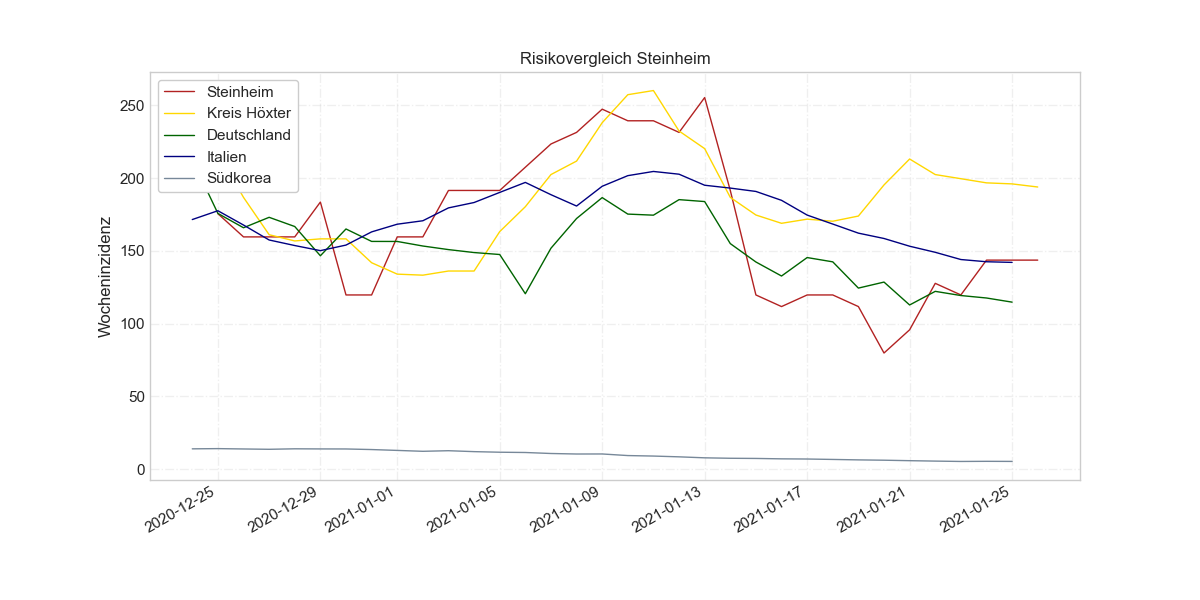 Risikovergleich Steinheim
Steinheim
Kreis Höxter
Deutschland
Italien
Südkorea
Wocheninzidenz
250
200
150
100
50
0
2020-12-25
2020-12-29
2021-01-01
2021-01-05
2021-01-09
2021-01-13
2021-01-17
2021-01-21
2021-01-25